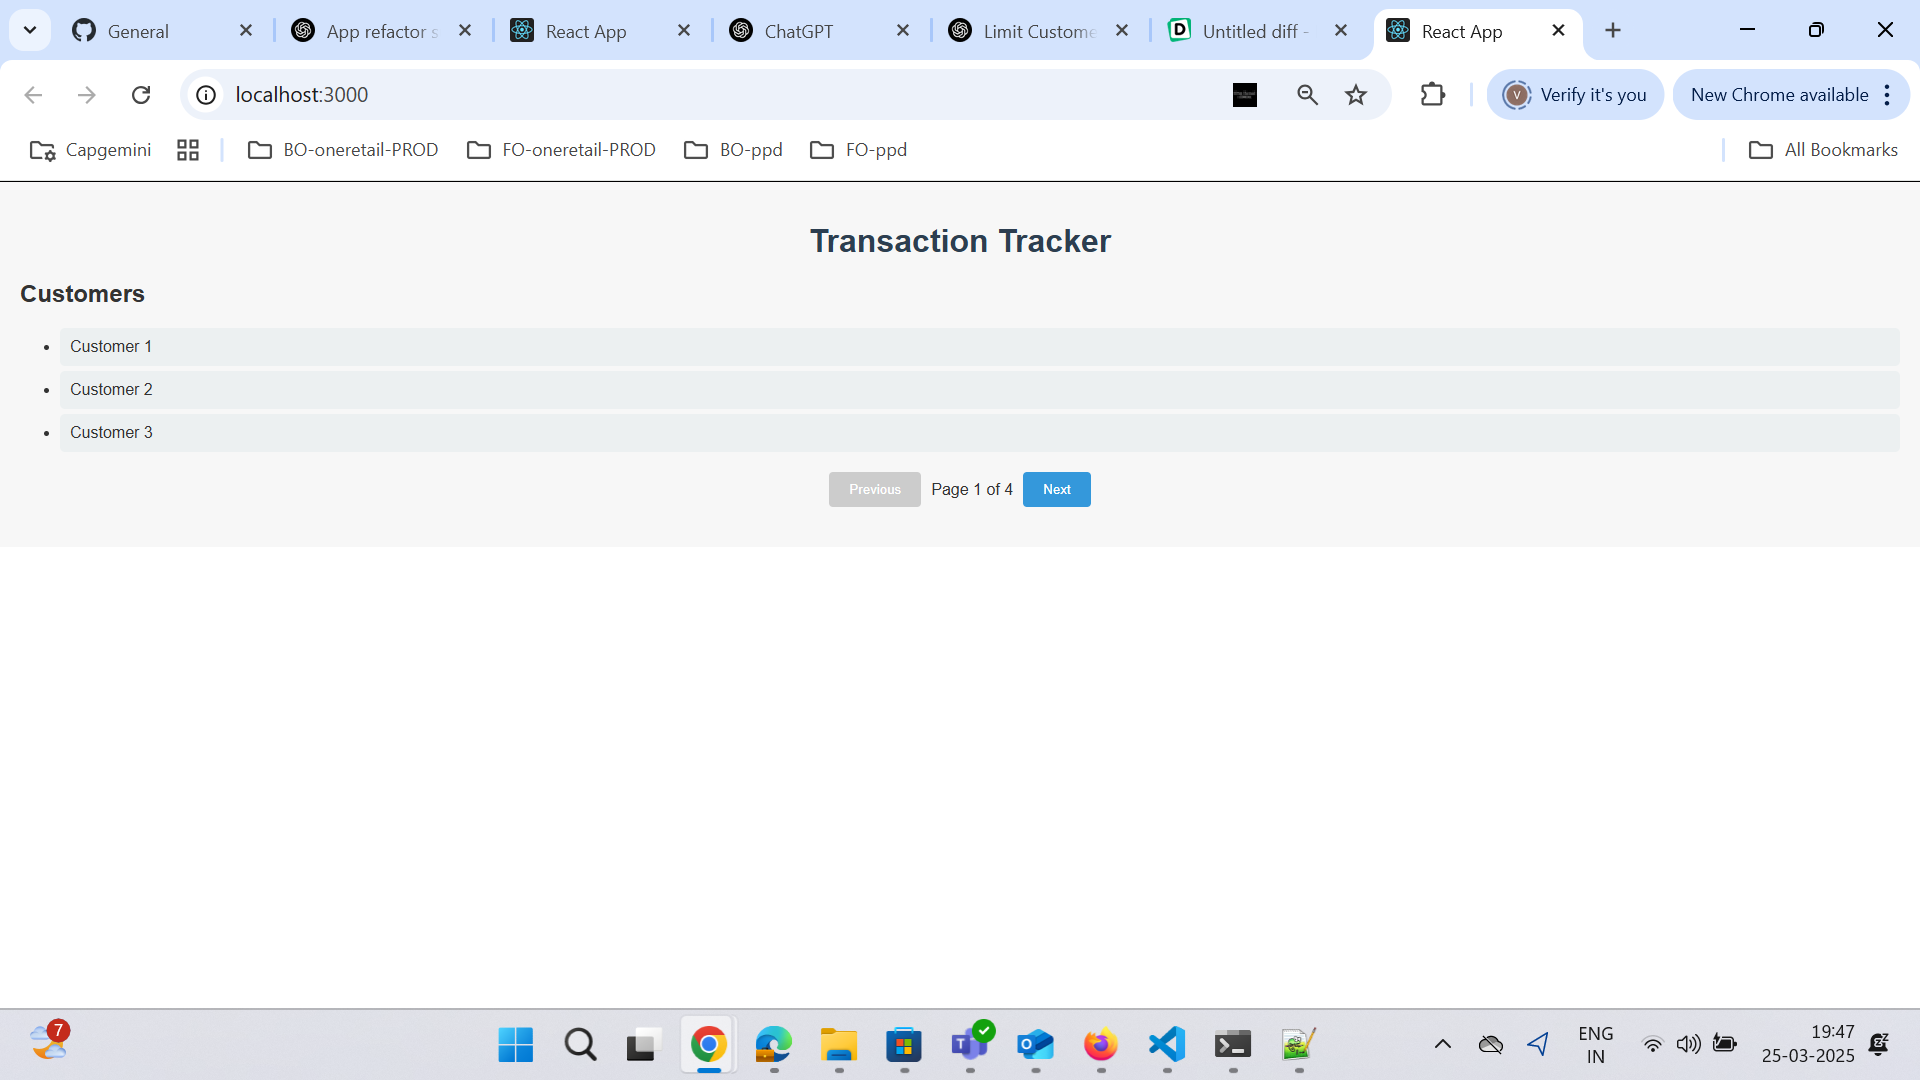 General
App refactor s
React App
ChatGPT
Limit Custome
Untitled diff -
React App
localhost:3000
Verify it's you
New Chrome available
Capgemini
BO-oneretail-PROD
FO-oneretail-PROD
BO-ppd
FO-ppd
All Bookmarks
Transaction Tracker
Customers
• Customer 1
• Customer 2
• Customer 3
Previous
Page 1 of 4
Next
7
ENG
IN
19:47
25-03-2025